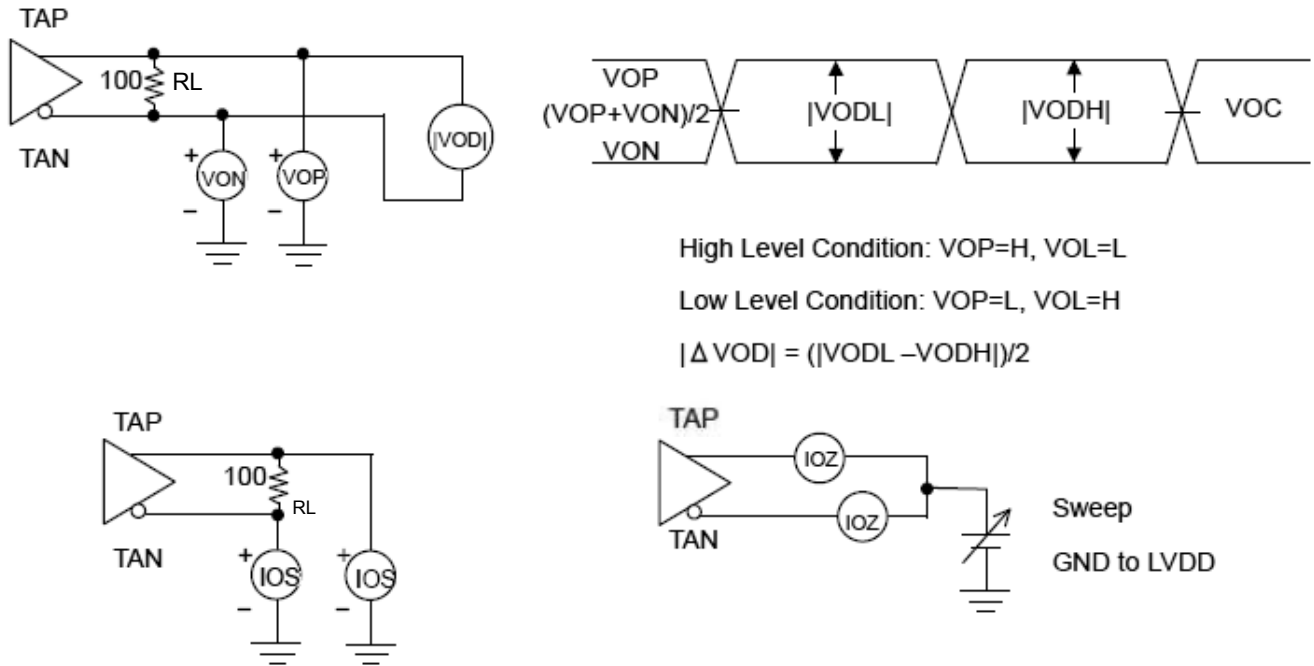 TAP
100 RL
TAN
+
VON
−
+
VOP
−
|VOD|
VOP
(VOP+VON)/2
VON
|VODL|
|VODH|
VOC
High Level Condition: VOP=H, VOL=L
Low Level Condition: VOP=L, VOL=H
|Δ VOD| = (|VODL –VODH|)/2
TAP
100
RL
TAN
+
IOS
−
+
IOS
−
TAP
IOZ
IOZ
TAN
Sweep
GND to LVDD